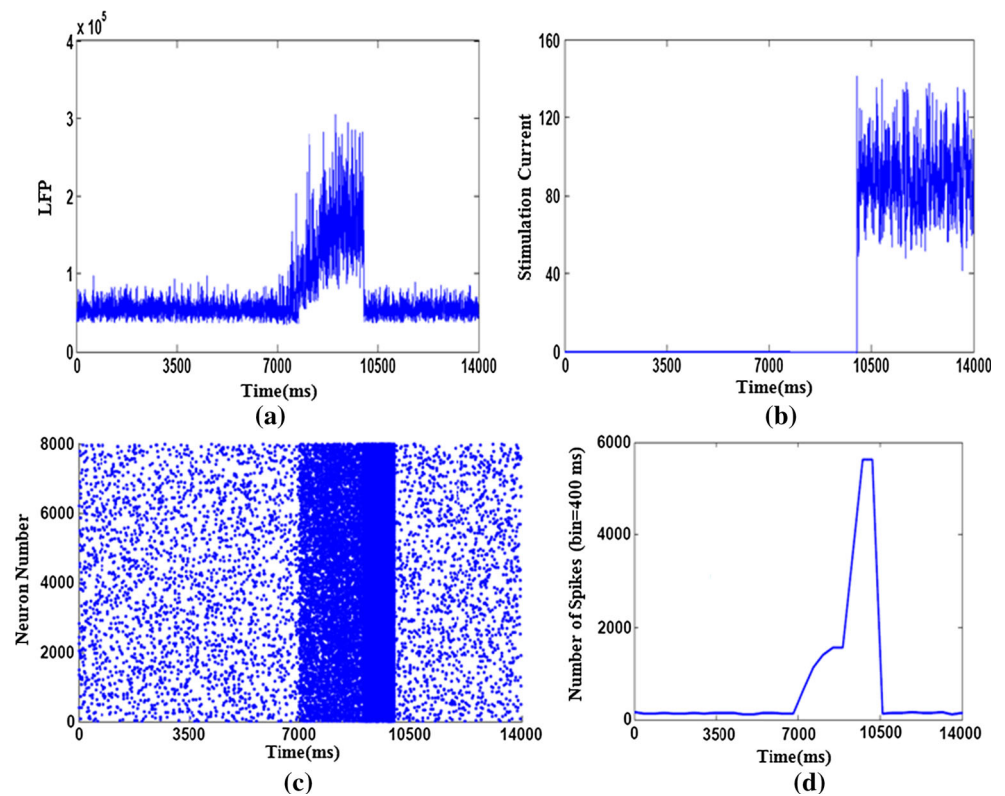 4 x 10^5
3
2
1
0
LFP
0 3500 7000 10500 14000
Time(ms)
(a)
160
120
80
40
0
Stimulation Current
0 3500 7000 10500 14000
Time(ms)
(b)
8000
6000
4000
2000
0
Neuron Number
0 3500 7000 10500 14000
Time(ms)
(c)
6000
4000
2000
0
Number of Spikes (bin=400 ms)
0 3500 7000 10500 14000
Time(ms)
(d)